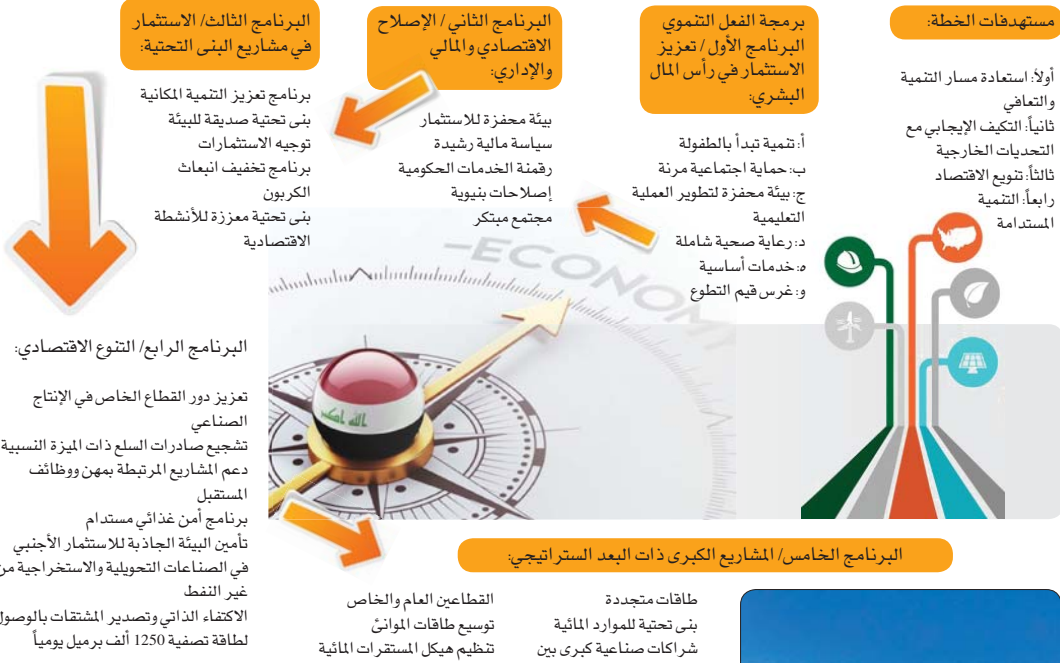 مستهدفات الخطة:
أولاً: استعادة مسار التنمية
والتعافي
ثانياً: التكيف الإيجابي مع
التحديات الخارجية
ثالثاً: تنويع الاقتصاد
رابعاً: التنمية
المستدامة
برمجة الفعل التنموي
البرنامج الأول/ تعزيز
الاستثمار في رأس المال
البشري:
أ: تنمية تبدأ بالطفولة
ب: حماية اجتماعية مرنة
ج: بيئة محفزة لتطوير العملية
التعليمية
د: رعاية صحية شاملة
ه: خدمات أساسية
و: غرس قيم التطوع
البرنامج الثاني/ الإصلاح
الاقتصادي والمالي
والإداري:
بيئة محفزة للاستثمار
سياسة مالية رشيدة
رقمنة الخدمات الحكومية
إصلاحات بنيوية
مجتمع مبتكر
البرنامج الثالث/ الاستثمار
في مشاريع البنى التحتية:
برنامج تعزيز التنمية المكانية
بنى تحتية صديقة للبيئة
توجيه الاستثمارات
برنامج تخفيف انبعاث
الكربون
بنى تحتية معززة للأنشطة
الاقتصادية
ECONOMY
الله اكبر
البرنامج الرابع/ التنوع الاقتصادي:
تعزيز دور القطاع الخاص في الإنتاج
الصناعي
تشجيع صادرات السلع ذات الميزة النسبية
دعم المشاريع المرتبطة بمهن ووظائف
المستقبل
برنامج أمن غذائي مستدام
تأمين البيئة الجاذبة للاستثمار الأجنبي
في الصناعات التحويلية والاستخراجية من
غير النفط
الاكتفاء الذاتي وتصدير المشتقات بالوصول
لطاقة تصفية 1250 ألف برميل يومياً
البرنامج الخامس/ المشاريع الكبرى ذات البعد الستراتيجي:
طاقات متجددة
بنى تحتية للموارد المائية
شراكات صناعية كبرى بين
القطاعين العام والخاص
توسيع طاقات الموانئ
تنظيم هيكل المستقرات المائية